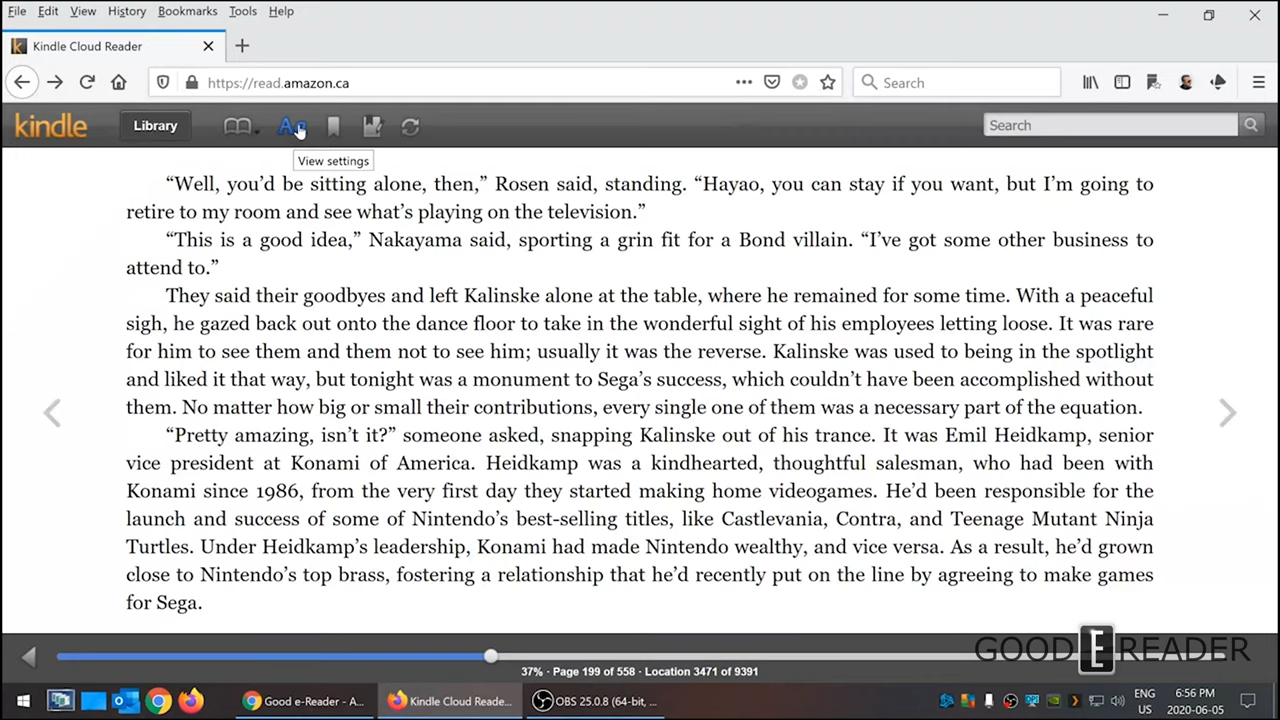 File Edit View History Bookmarks Tools Help
Kindle Cloud Reader
https://read.amazon.ca
Search
kindle
Library
Aa
Search
View settings
“Well, you’d be sitting alone, then,” Rosen said, standing. “Hayao, you can stay if you want, but I’m going to
retire to my room and see what’s playing on the television.”
“This is a good idea,” Nakayama said, sporting a grin fit for a Bond villain. “I’ve got some other business to
attend to.”
They said their goodbyes and left Kalinske alone at the table, where he remained for some time. With a peaceful
sigh, he gazed back out onto the dance floor to take in the wonderful sight of his employees letting loose. It was rare
for him to see them and them not to see him; usually it was the reverse. Kalinske was used to being in the spotlight
and liked it that way, but tonight was a monument to Sega’s success, which couldn’t have been accomplished without
them. No matter how big or small their contributions, every single one of them was a necessary part of the equation.
“Pretty amazing, isn’t it?” someone asked, snapping Kalinske out of his trance. It was Emil Heidkamp, senior
vice president at Konami of America. Heidkamp was a kindhearted, thoughtful salesman, who had been with
Konami since 1986, from the very first day they started making home videogames. He’d been responsible for the
launch and success of some of Nintendo’s best-selling titles, like Castlevania, Contra, and Teenage Mutant Ninja
Turtles. Under Heidkamp’s leadership, Konami had made Nintendo wealthy, and vice versa. As a result, he’d grown
close to Nintendo’s top brass, fostering a relationship that he’d recently put on the line by agreeing to make games
for Sega.
GOOD E READER
37% · Page 199 of 558 · Location 3471 of 9391
Good e-Reader - A...
Kindle Cloud Reade...
OBS 25.0.8 (64-bit, ...
ENG
US
6:56 PM
2020-06-05